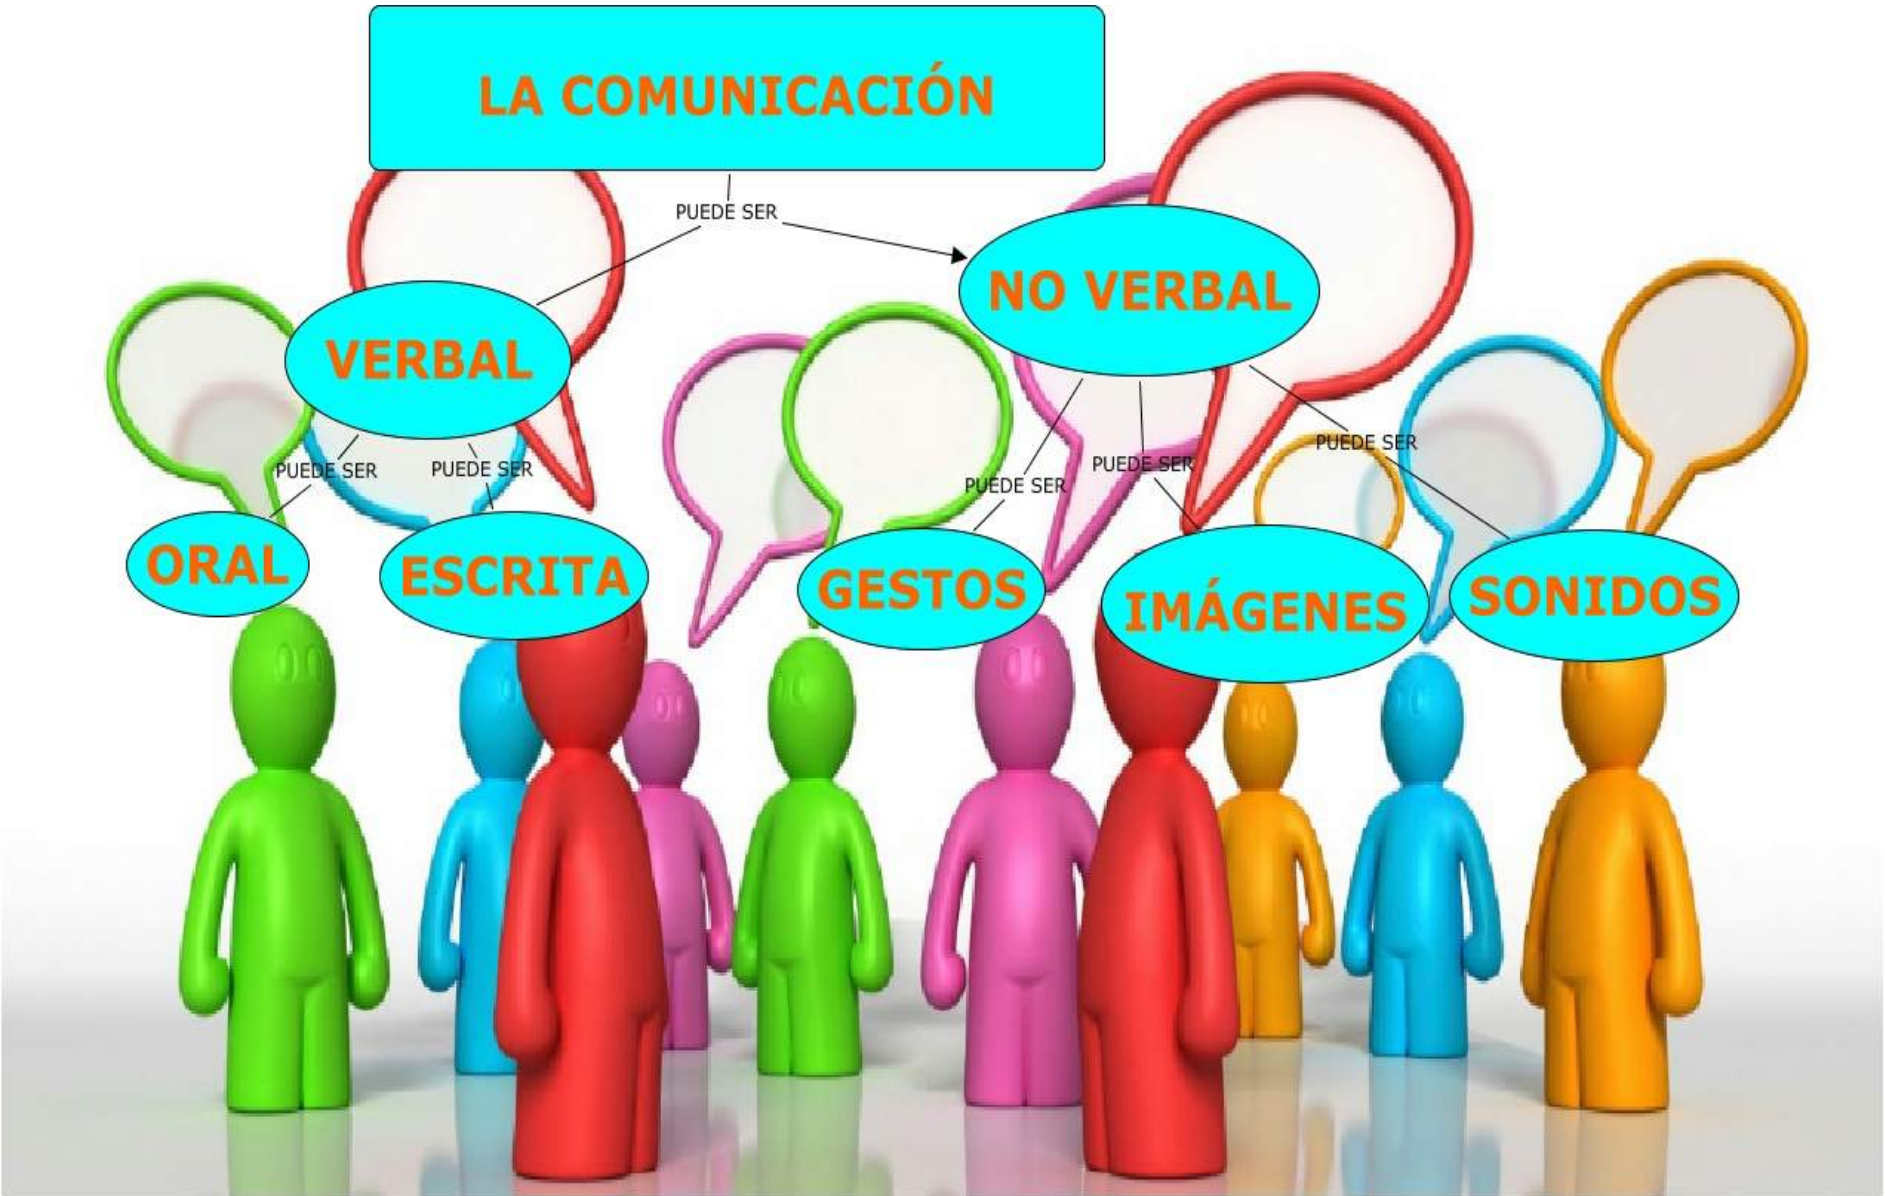 LA COMUNICACIÓN
PUEDE SER
VERBAL
NO VERBAL
PUEDE SER
PUEDE SER
PUEDE SER
PUEDE SER
PUEDE SER
ORAL
ESCRITA
GESTOS
IMÁGENES
SONIDOS